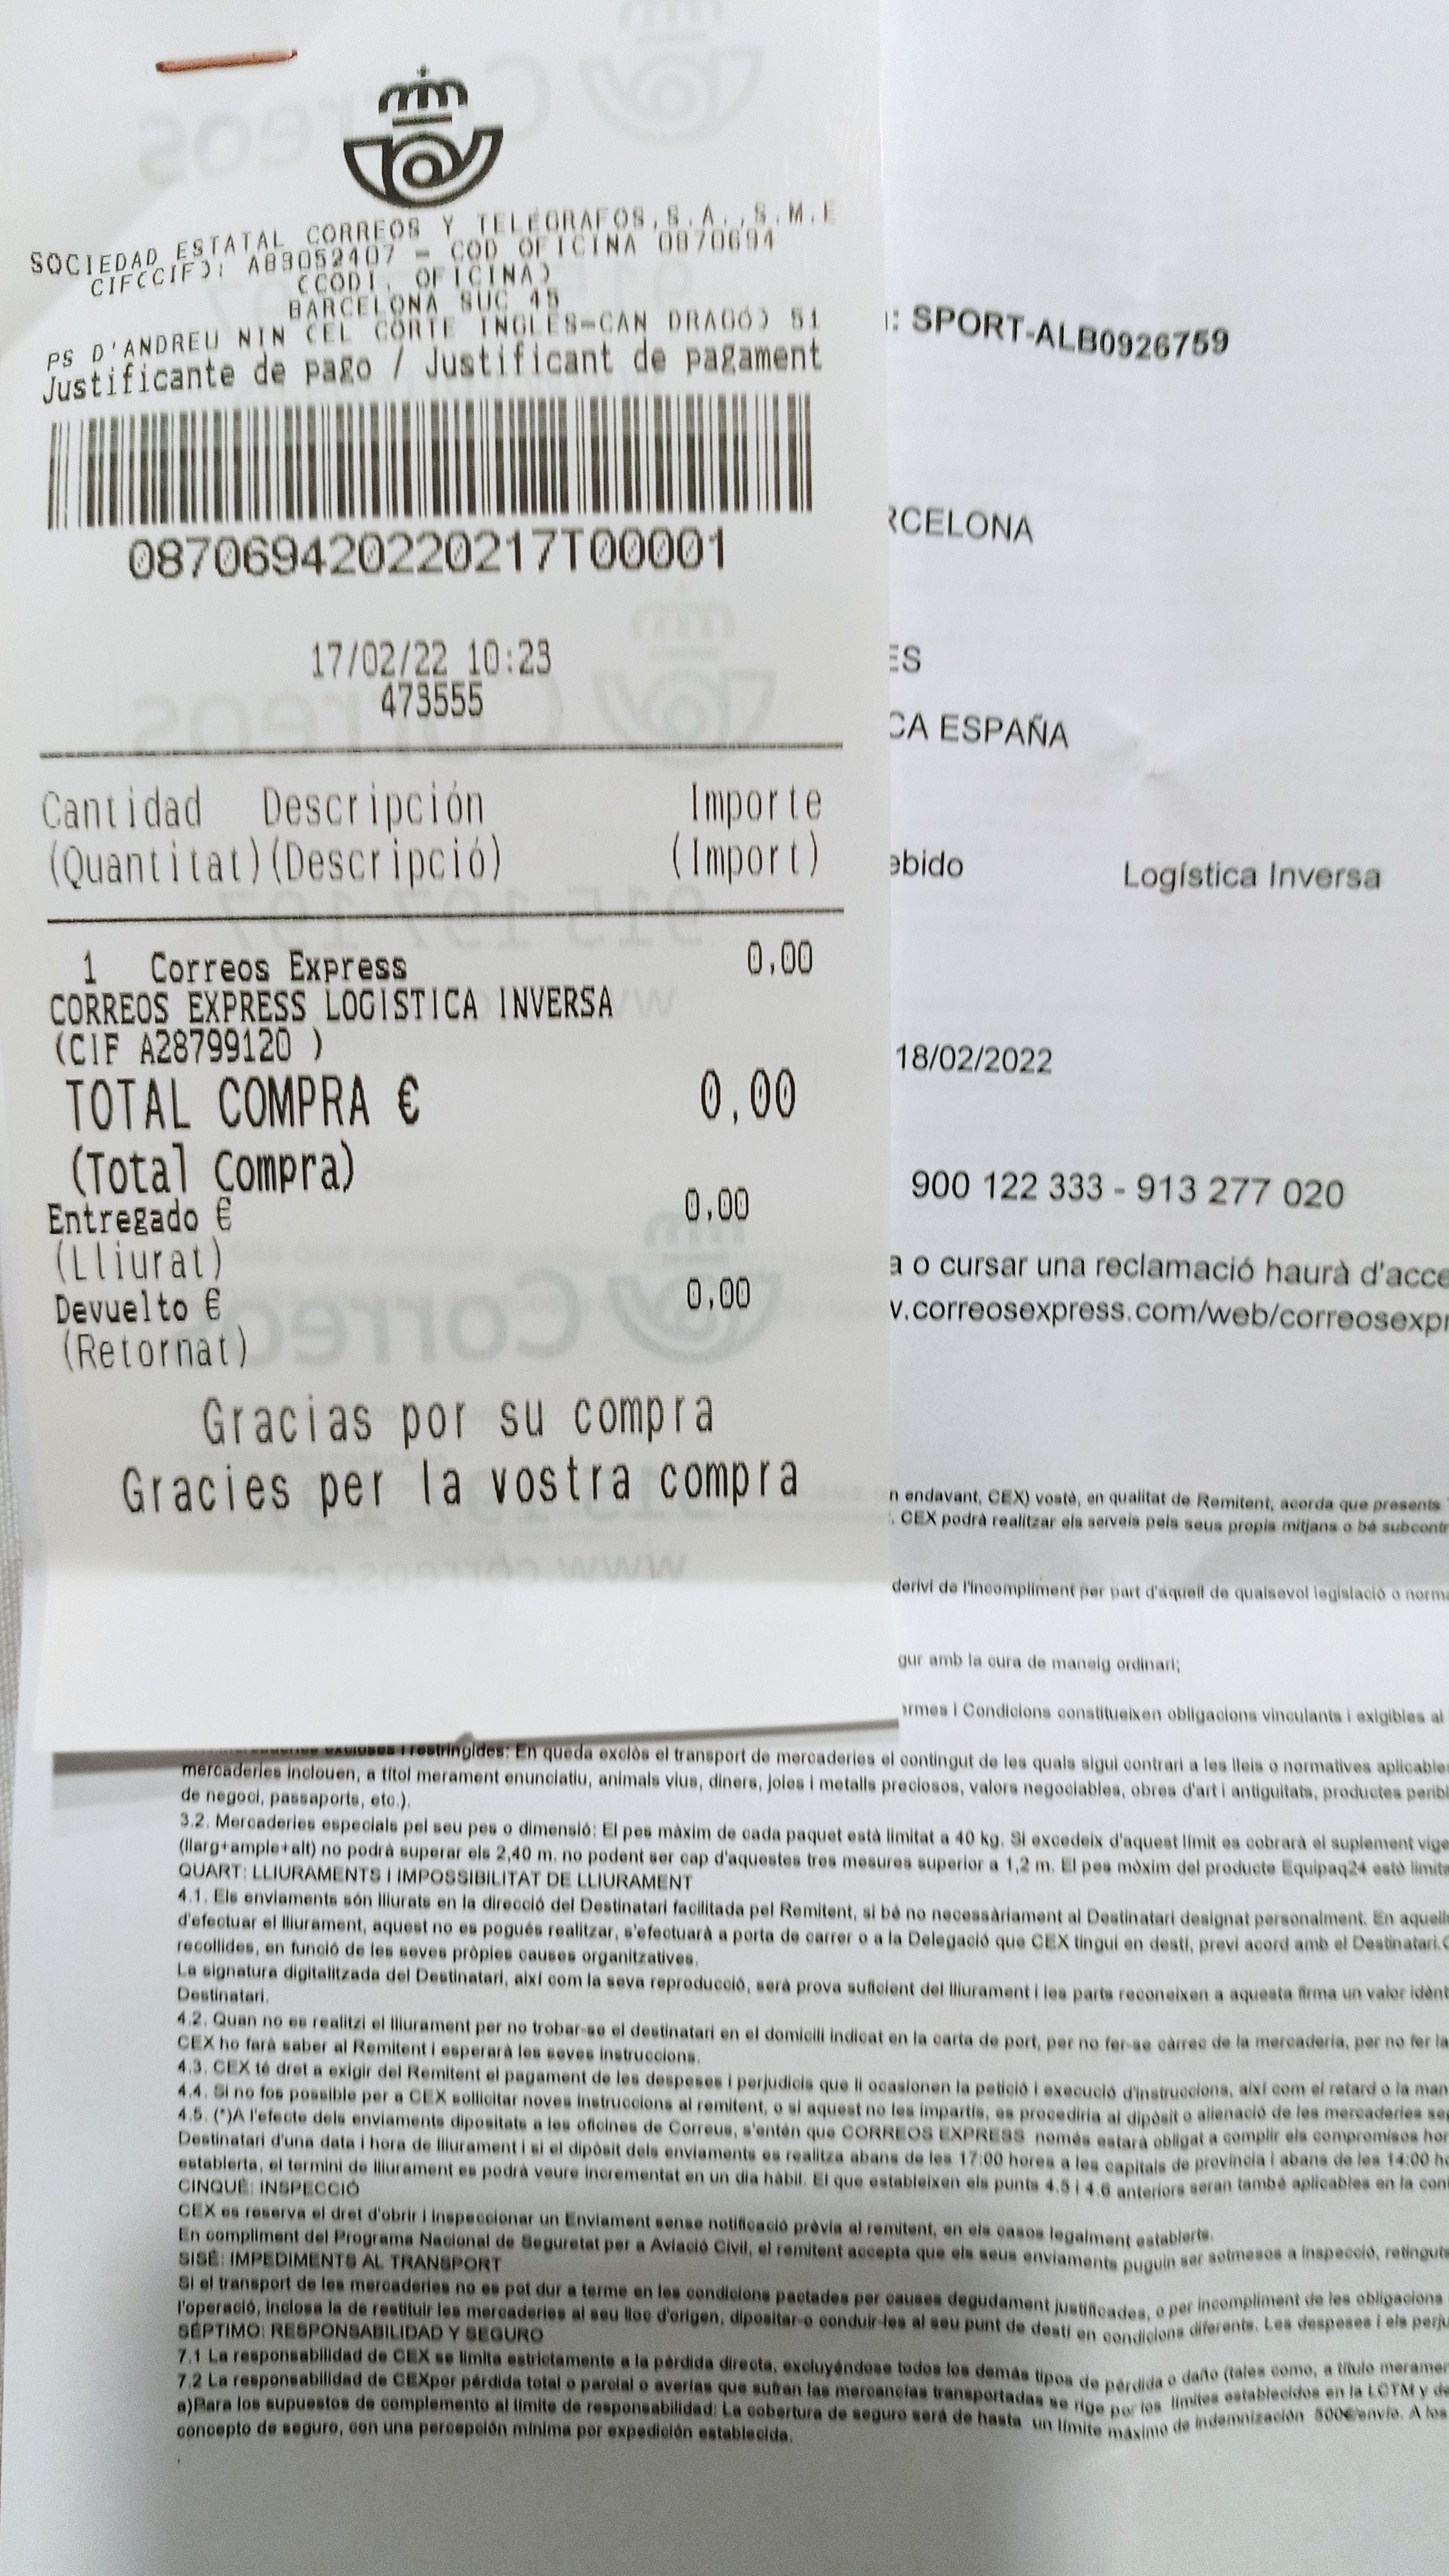 SOCIEDAD ESTATAL CORREOS Y TELÉGRAFOS,S.A.,S.M.E
CIF(CIF): A83052407 - COD OFICINA 0870694
(CODI. OFICINA)
BARCELONA SUC 45
PS D'ANDREU NIN (EL CORTE INGLES-CAN DRAGÓ) 51
Justificante de pago / Justificant de pagament
087069420220217T00001
17/02/22 10:23
473555
Cantidad Descripción Importe
(Quantitat)(Descripció) (Import)
1 Correos Express 0,00
CORREOS EXPRESS LOGISTICA INVERSA
(CIF A28799120 )
TOTAL COMPRA € 0,00
(Total Compra)
Entregado € 0,00
(Lliurat)
Devuelto € 0,00
(Retornat)
Gracias por su compra
Gracies per la vostra compra
: SPORT-ALB0926759
RCELONA
ES
CA ESPAÑA
ebido Logística Inversa
18/02/2022
900 122 333 - 913 277 020
a o cursar una reclamació haurà d'acce
.correosexpress.com/web/correosexpr
n endavant, CEX) vostè, en qualitat de Remitent, acorda que presents
. CEX podrà realitzar els serveis pels seus propis mitjans o bé subcontr
derivi de l'incompliment per part d'aquell de qualsevol legislació o norma
gur amb la cura de maneig ordinari;
ormes i Condicions constitueixen obligacions vinculants i exigibles al
excloses i restringides: En queda exclòs el transport de mercaderies el contingut de les quals sigui contrari a les lleis o normatives aplicables
mercaderies inclouen, a títol merament enunciatiu, animals vius, diners, joies i metalls preciosos, valors negociables, obres d'art i antiguitats, productes peribl
de negoci, passaports, etc.).
3.2. Mercaderies especials pel seu pes o dimensió: El pes màxim de cada paquet està limitat a 40 kg. Si excedeix d'aquest límit es cobrarà el suplement vige
(llarg+ample+alt) no podrà superar els 2,40 m. no podent ser cap d'aquestes tres mesures superior a 1,2 m. El pes mòxim del producte Equipaq24 estò limita
QUART: LLIURAMENTS I IMPOSSIBILITAT DE LLIURAMENT
4.1. Els enviaments són lliurats en la direcció del Destinatari facilitada pel Remitent, si bé no necessàriament al Destinatari designat personalment. En aquell
d'efectuar el lliurament, aquest no es pogués realitzar, s'efectuarà a porta de carrer o a la Delegació que CEX tingui en destí, previ acord amb el Destinatari.
recollides, en funció de les seves pròpies causes organitzatives.
La signatura digitalitzada del Destinatari, així com la seva reproducció, serà prova suficient del lliurament i les parts reconeixen a aquesta firma un valor idènt
Destinatari.
4.2. Quan no es realitzi el lliurament per no trobar-se el destinatari en el domicili indicat en la carta de port, per no fer-se càrrec de la mercaderia, per no fer la
CEX ho farà saber al Remitent i esperarà les seves instruccions.
4.3. CEX té dret a exigir del Remitent el pagament de les despeses i perjudicis que li ocasionen la petició i execució d'instruccions, així com el retard o la man
4.4. Si no fos possible per a CEX sol·licitar noves instruccions al remitent, o si aquest no les impartís, es procediria al dipòsit o alienació de les mercaderies se
4.5. (*)A l'efecte dels enviaments dipositats a les oficines de Correus, s'entén que CORREOS EXPRESS només estarà obligat a complir els compromisos hor
Destinatari d'una data i hora de lliurament i si el dipòsit dels enviaments es realitza abans de les 17:00 hores a les capitals de província i abans de les 14:00 ho
establerta, el termini de lliurament es podrà veure incrementat en un dia hàbil. El que estableixen els punts 4.5 i 4.6 anteriors seran també aplicables en la con
CINQUÈ: INSPECCIÓ
CEX es reserva el dret d'obrir i inspeccionar un Enviament sense notificació prèvia al remitent, en els casos legalment establerts.
En compliment del Programa Nacional de Seguretat per a Aviació Civil, el remitent accepta que els seus enviaments puguin ser sotmesos a inspecció, retinguts
SISÈ: IMPEDIMENTS AL TRANSPORT
Si el transport de les mercaderies no es pot dur a terme en les condicions pactades per causes degudament justificades, o per incompliment de les obligacions
l'operació, inclosa la de restituir les mercaderies al seu lloc d'origen, dipositar-o conduir-les al seu punt de destí en condicions diferents. Les despeses i els perju
SÉPTIMO: RESPONSABILIDAD Y SEGURO
7.1 La responsabilidad de CEX se limita estrictamente a la pérdida directa, excluyéndose todos los demás tipos de pérdida o daño (tales como, a título meramen
7.2 La responsabilidad de CEXpor pérdida total o parcial o averías que sufran las mercancías transportadas se rige por los límites establecidos en la LCTM y de
a)Para los supuestos de complemento al límite de responsabilidad: La cobertura de seguro será de hasta un límite máximo de indemnización 500€/envío. A los
concepto de seguro, con una percepción mínima por expedición establecida.